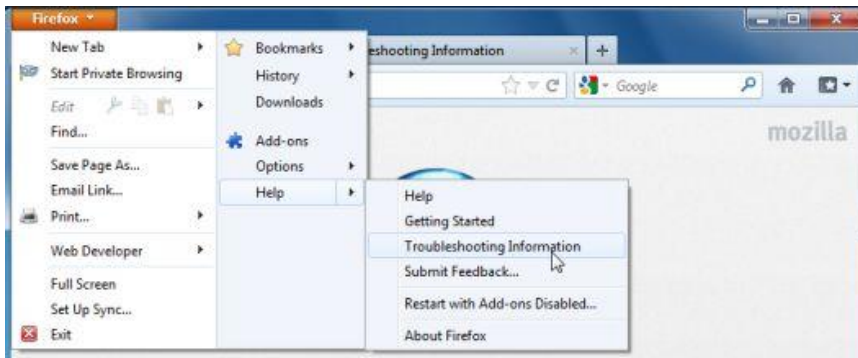 Firefox
New Tab
Start Private Browsing
Edit
Find...
Save Page As...
Email Link...
Print...
Web Developer
Full Screen
Set Up Sync...
Exit
Bookmarks
History
Downloads
Add-ons
Options
Help
Help
Getting Started
Troubleshooting Information
Submit Feedback...
Restart with Add-ons Disabled...
About Firefox
eshooting Information
Google
mozilla